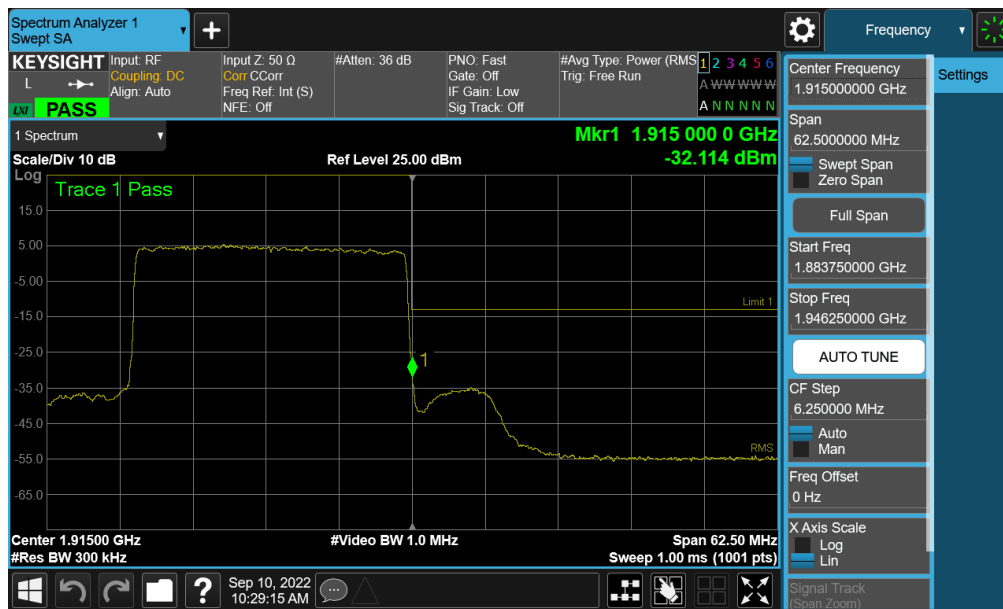 Spectrum Analyzer 1
Swept SA
+
Frequency
KEYSIGHT
L
LXI
PASS
Input: RF
Coupling: DC
Align: Auto
Input Z: 50 Ω
Corr CCorr
Freq Ref: Int (S)
NFE: Off
#Atten: 36 dB
PNO: Fast
Gate: Off
IF Gain: Low
Sig Track: Off
#Avg Type: Power (RMS
Trig: Free Run
1 2 3 4 5 6
A W W W W W
A N N N N N
1 Spectrum
Scale/Div 10 dB
Log
Ref Level 25.00 dBm
Mkr1 1.915 000 0 GHz
-32.114 dBm
Trace 1 Pass
15.0
5.00
-5.00
-15.0
-25.0
-35.0
-45.0
-55.0
-65.0
Limit 1
1
RMS
Center 1.91500 GHz
#Res BW 300 kHz
#Video BW 1.0 MHz
Span 62.50 MHz
Sweep 1.00 ms (1001 pts)
Center Frequency
1.915000000 GHz
Span
62.5000000 MHz
Swept Span
Zero Span
Full Span
Start Freq
1.883750000 GHz
Stop Freq
1.946250000 GHz
AUTO TUNE
CF Step
6.250000 MHz
Auto
Man
Freq Offset
0 Hz
X Axis Scale
Log
Lin
Signal Track
(Span Zoom)
Settings
?
Sep 10, 2022
10:29:15 AM